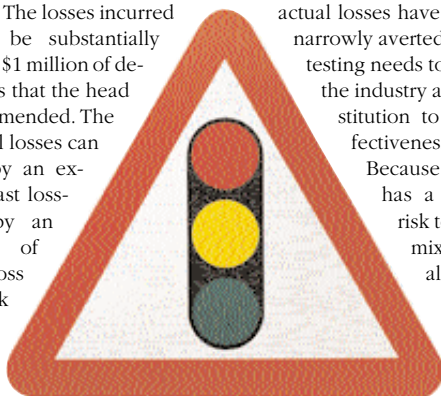 The losses incurred
be substantially
$1 million of de-
s that the head
mended. The
l losses can
by an ex-
ast loss-
by an
of
oss
k
actual losses have
narrowly averted
testing needs to
the industry a
stitution to
fectiveness
Because
has a
risk t
mix
al